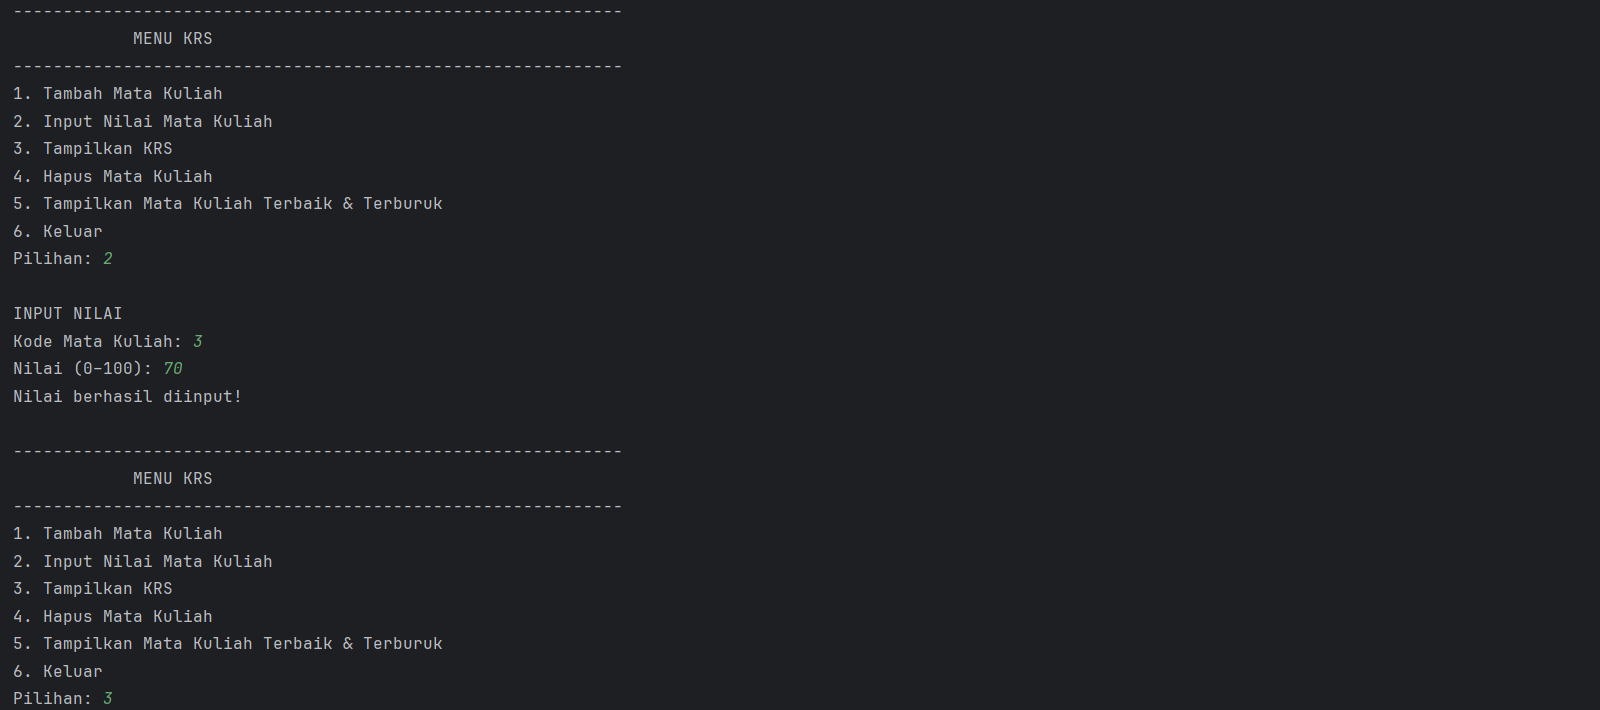 -------------------------------------------------------------
            MENU KRS
-------------------------------------------------------------
1. Tambah Mata Kuliah
2. Input Nilai Mata Kuliah
3. Tampilkan KRS
4. Hapus Mata Kuliah
5. Tampilkan Mata Kuliah Terbaik & Terburuk
6. Keluar
Pilihan: 2

INPUT NILAI
Kode Mata Kuliah: 3
Nilai (0-100): 70
Nilai berhasil diinput!

-------------------------------------------------------------
            MENU KRS
-------------------------------------------------------------
1. Tambah Mata Kuliah
2. Input Nilai Mata Kuliah
3. Tampilkan KRS
4. Hapus Mata Kuliah
5. Tampilkan Mata Kuliah Terbaik & Terburuk
6. Keluar
Pilihan: 3